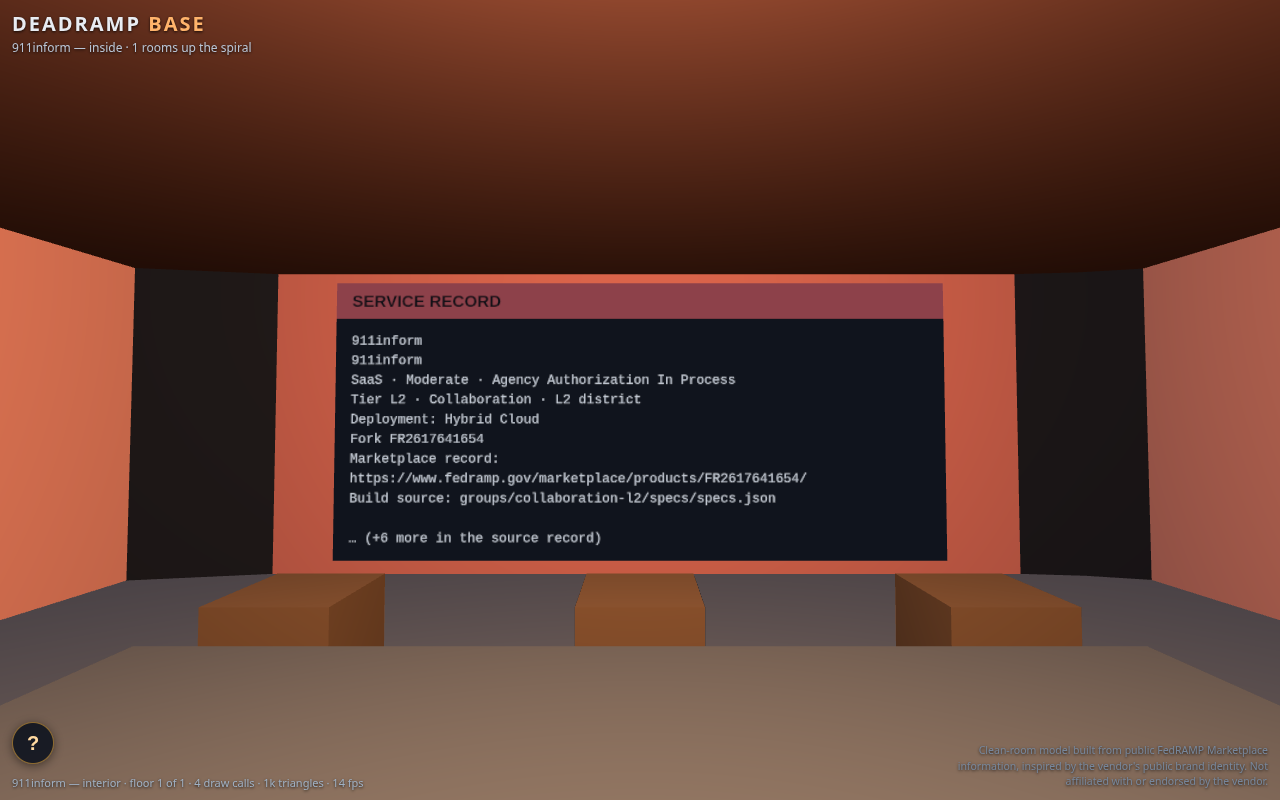 DEADRAMP BASE
911inform — inside · 1 rooms up the spiral
SERVICE RECORD
911inform
911inform
SaaS · Moderate · Agency Authorization In Process
Tier L2 · Collaboration · L2 district
Deployment: Hybrid Cloud
Fork FR2617641654
Marketplace record:
https://www.fedramp.gov/marketplace/products/FR2617641654/
Build source: groups/collaboration-l2/specs/specs.json
… (+6 more in the source record)
?
Clean-room model built from public FedRAMP Marketplace
information, inspired by the vendor's public brand identity. Not
affiliated with or endorsed by the vendor.
911inform — interior · floor 1 of 1 · 4 draw calls · 1k triangles · 14 fps